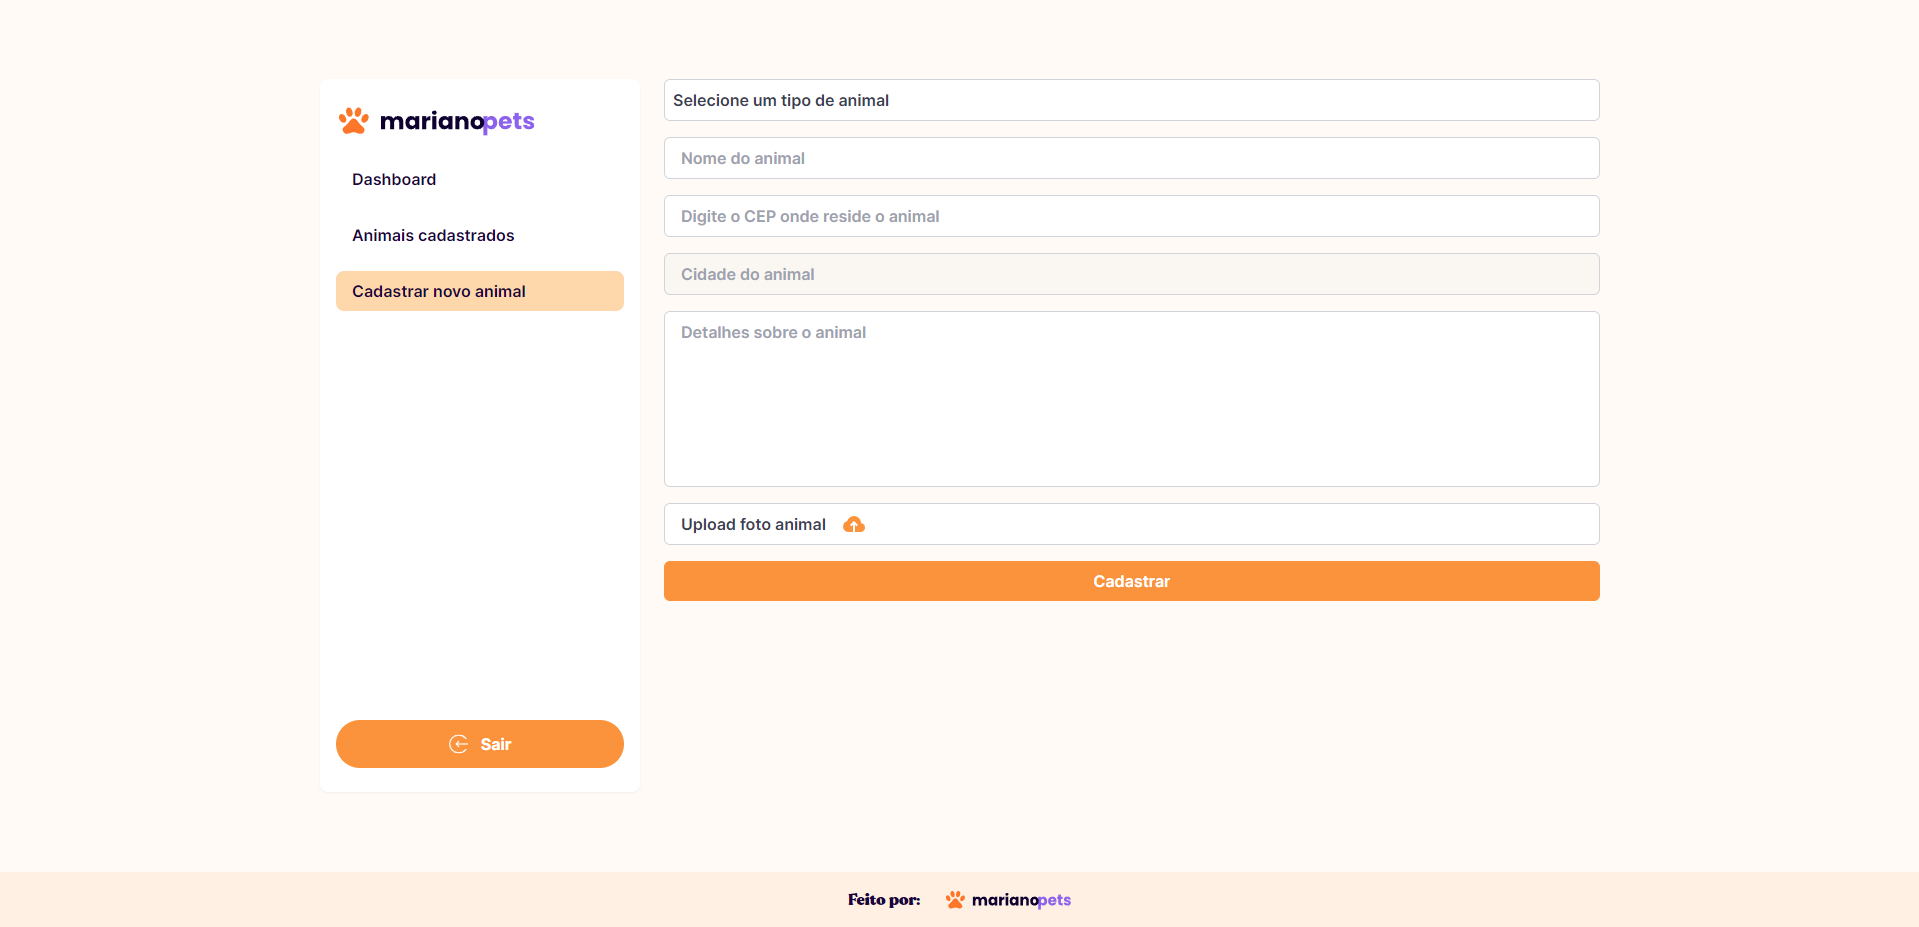 marianopets
Dashboard
Animais cadastrados
Cadastrar novo animal
Sair
Selecione um tipo de animal
Nome do animal
Digite o CEP onde reside o animal
Cidade do animal
Detalhes sobre o animal
Upload foto animal
Cadastrar
Feito por: marianopets